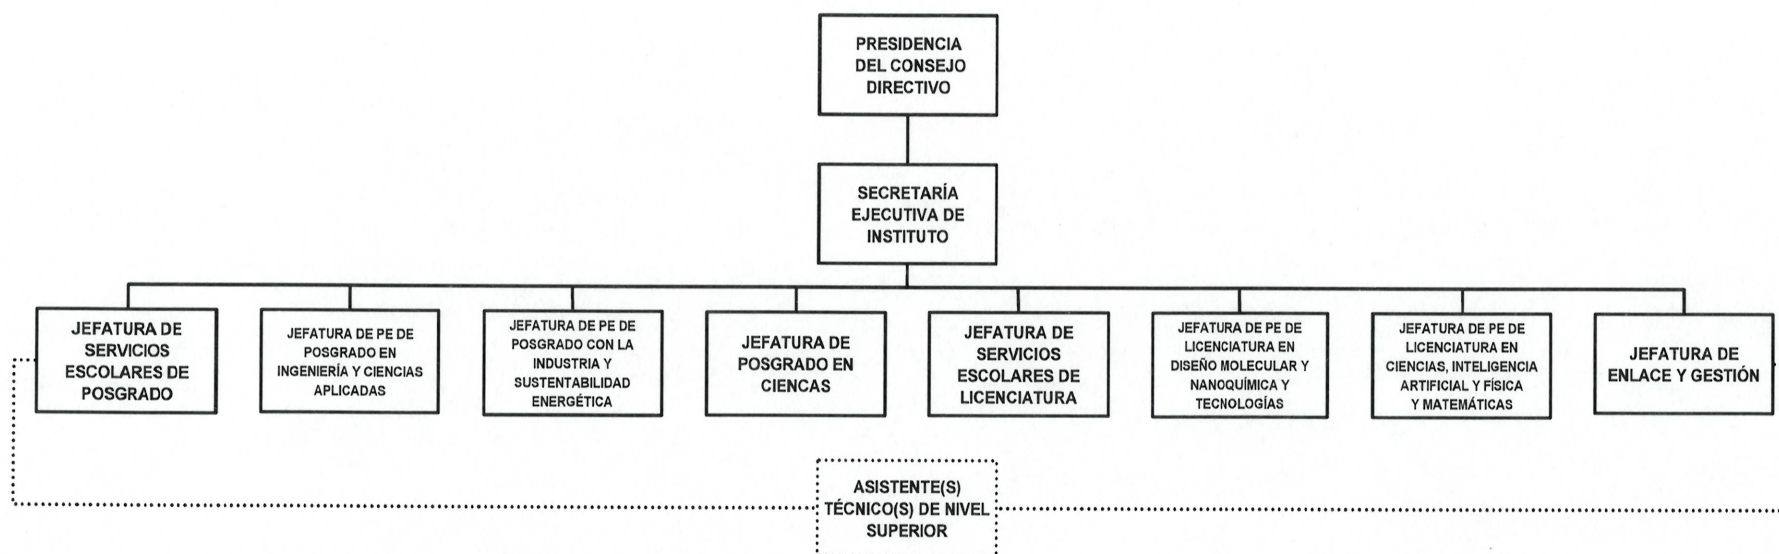 PRESIDENCIA
DEL CONSEJO
DIRECTIVO
SECRETARÍA
EJECUTIVA DE
INSTITUTO
JEFATURA DE
SERVICIOS
ESCOLARES DE
POSGRADO
JEFATURA DE PE DE
POSGRADO EN
INGENIERÍA Y CIENCIAS
APLICADAS
JEFATURA DE PE DE
POSGRADO CON LA
INDUSTRIA Y
SUSTENTABILIDAD
ENERGÉTICA
JEFATURA DE
POSGRADO EN
CIENCAS
JEFATURA DE
SERVICIOS
ESCOLARES DE
LICENCIATURA
JEFATURA DE PE DE
LICENCIATURA EN
DISEÑO MOLECULAR Y
NANOQUÍMICA Y
TECNOLOGÍAS
JEFATURA DE PE DE
LICENCIATURA EN
CIENCIAS, INTELIGENCIA
ARTIFICIAL Y FÍSICA
Y MATEMÁTICAS
JEFATURA DE
ENLACE Y GESTIÓN
ASISTENTE(S)
TÉCNICO(S) DE NIVEL
SUPERIOR